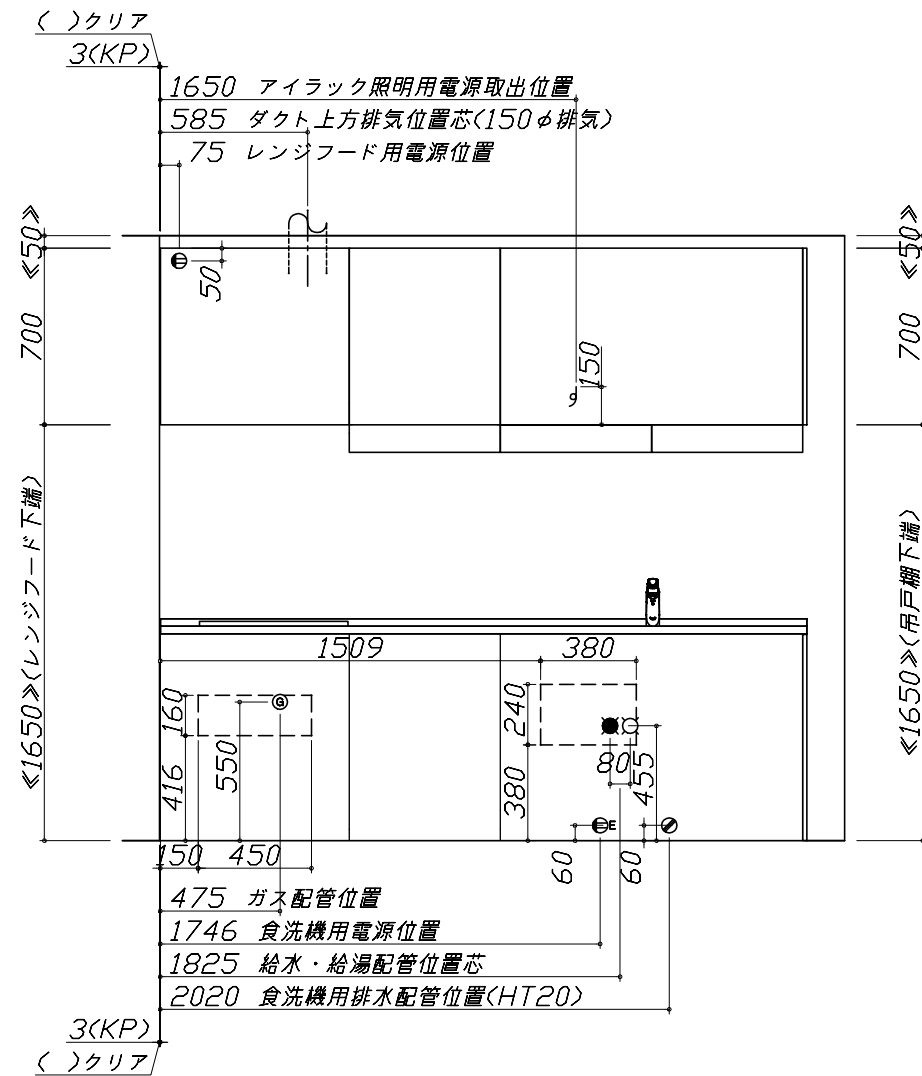 ( )クリア
3(KP)
1650 アイラック照明用電源取出位置
585 ダクト上方排気位置芯(150φ排気)
75 レンジフード用電源位置
≪50≫
≪50≫
50
700
700
150
≪1650≫(レンジフード下端)
≪1650≫(吊戸棚下端)
1509
380
160
G
240
550
416
80
455
380
E
150
450
60
60
475 ガス配管位置
1746 食洗機用電源位置
1825 給水・給湯配管位置芯
2020 食洗機用排水配管位置(HT20)
3(KP)
( )クリア